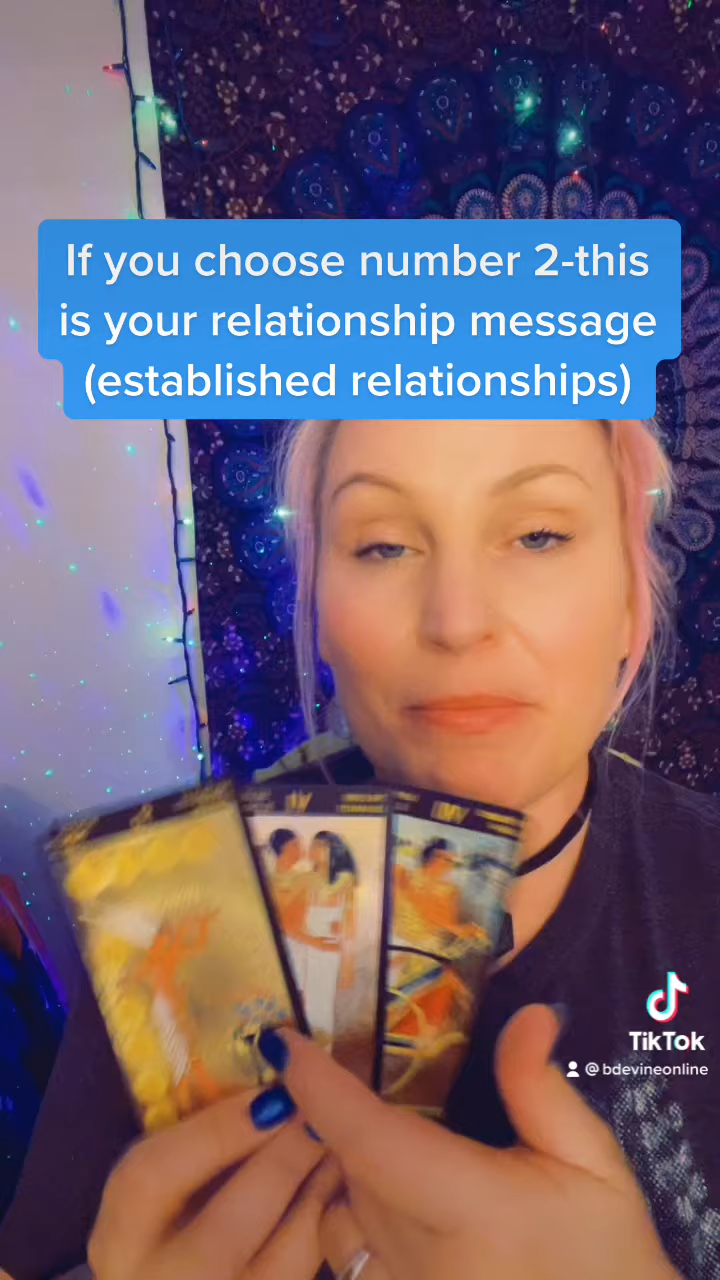 If you choose number 2-this
is your relationship message
(established relationships)
TikTok
@bdevineonline